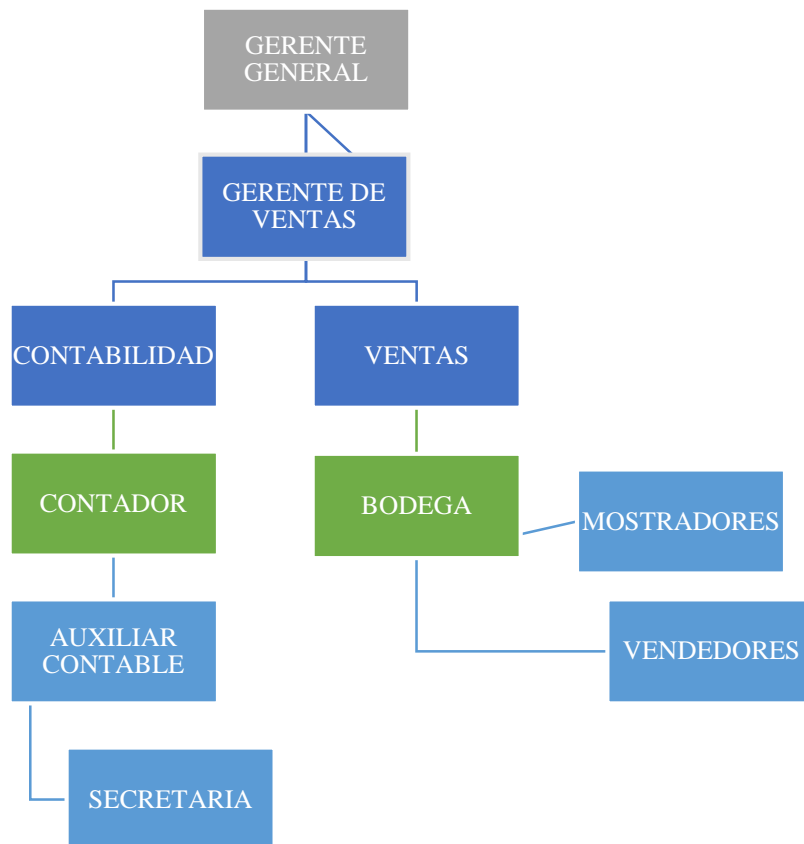 GERENTE
GENERAL
GERENTE DE
VENTAS
CONTABILIDAD
VENTAS
CONTADOR
BODEGA
MOSTRADORES
AUXILIAR
CONTABLE
VENDEDORES
SECRETARIA